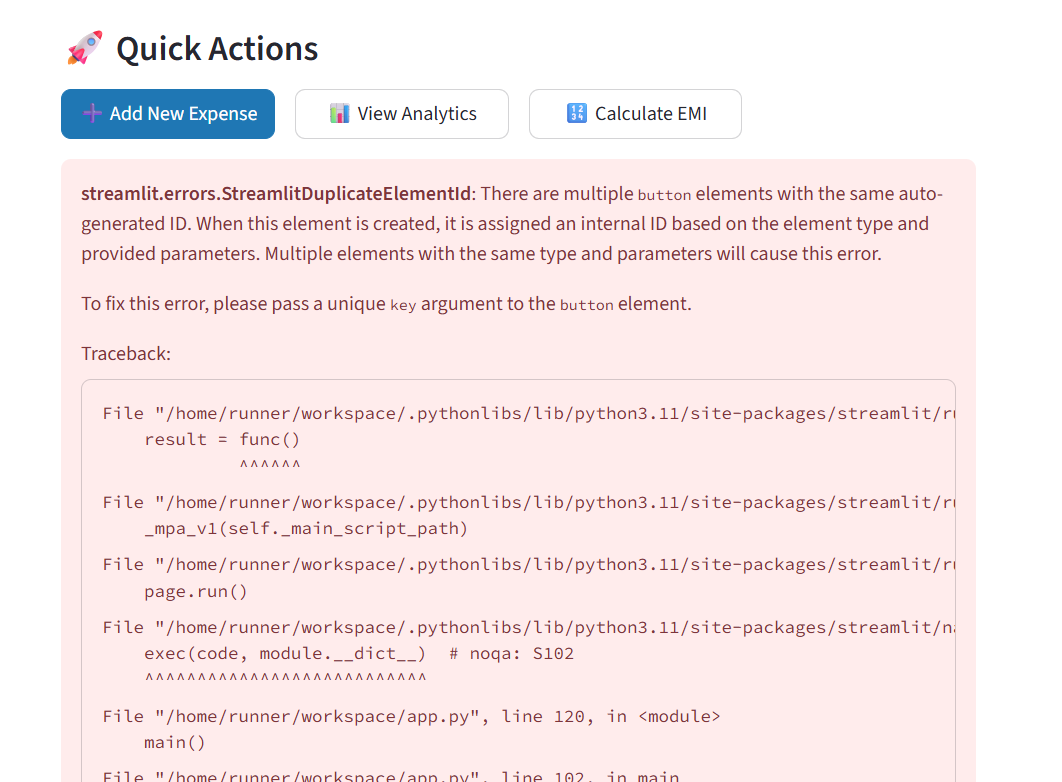 🚀 Quick Actions
➕ Add New Expense
📊 View Analytics
🔢 Calculate EMI
streamlit.errors.StreamlitDuplicateElementId: There are multiple button elements with the same auto-
generated ID. When this element is created, it is assigned an internal ID based on the element type and
provided parameters. Multiple elements with the same type and parameters will cause this error.
To fix this error, please pass a unique key argument to the button element.
Traceback:
File "/home/runner/workspace/.pythonlibs/lib/python3.11/site-packages/streamlit/ru
result = func()
^^^^^^
File "/home/runner/workspace/.pythonlibs/lib/python3.11/site-packages/streamlit/ru
_mpa_v1(self._main_script_path)
File "/home/runner/workspace/.pythonlibs/lib/python3.11/site-packages/streamlit/ru
page.run()
File "/home/runner/workspace/.pythonlibs/lib/python3.11/site-packages/streamlit/na
exec(code, module.__dict__)  # noqa: S102
^^^^^^^^^^^^^^^^^^^^^^^^^^^
File "/home/runner/workspace/app.py", line 120, in <module>
main()
File "/home/runner/workspace/app.py", line 102, in main